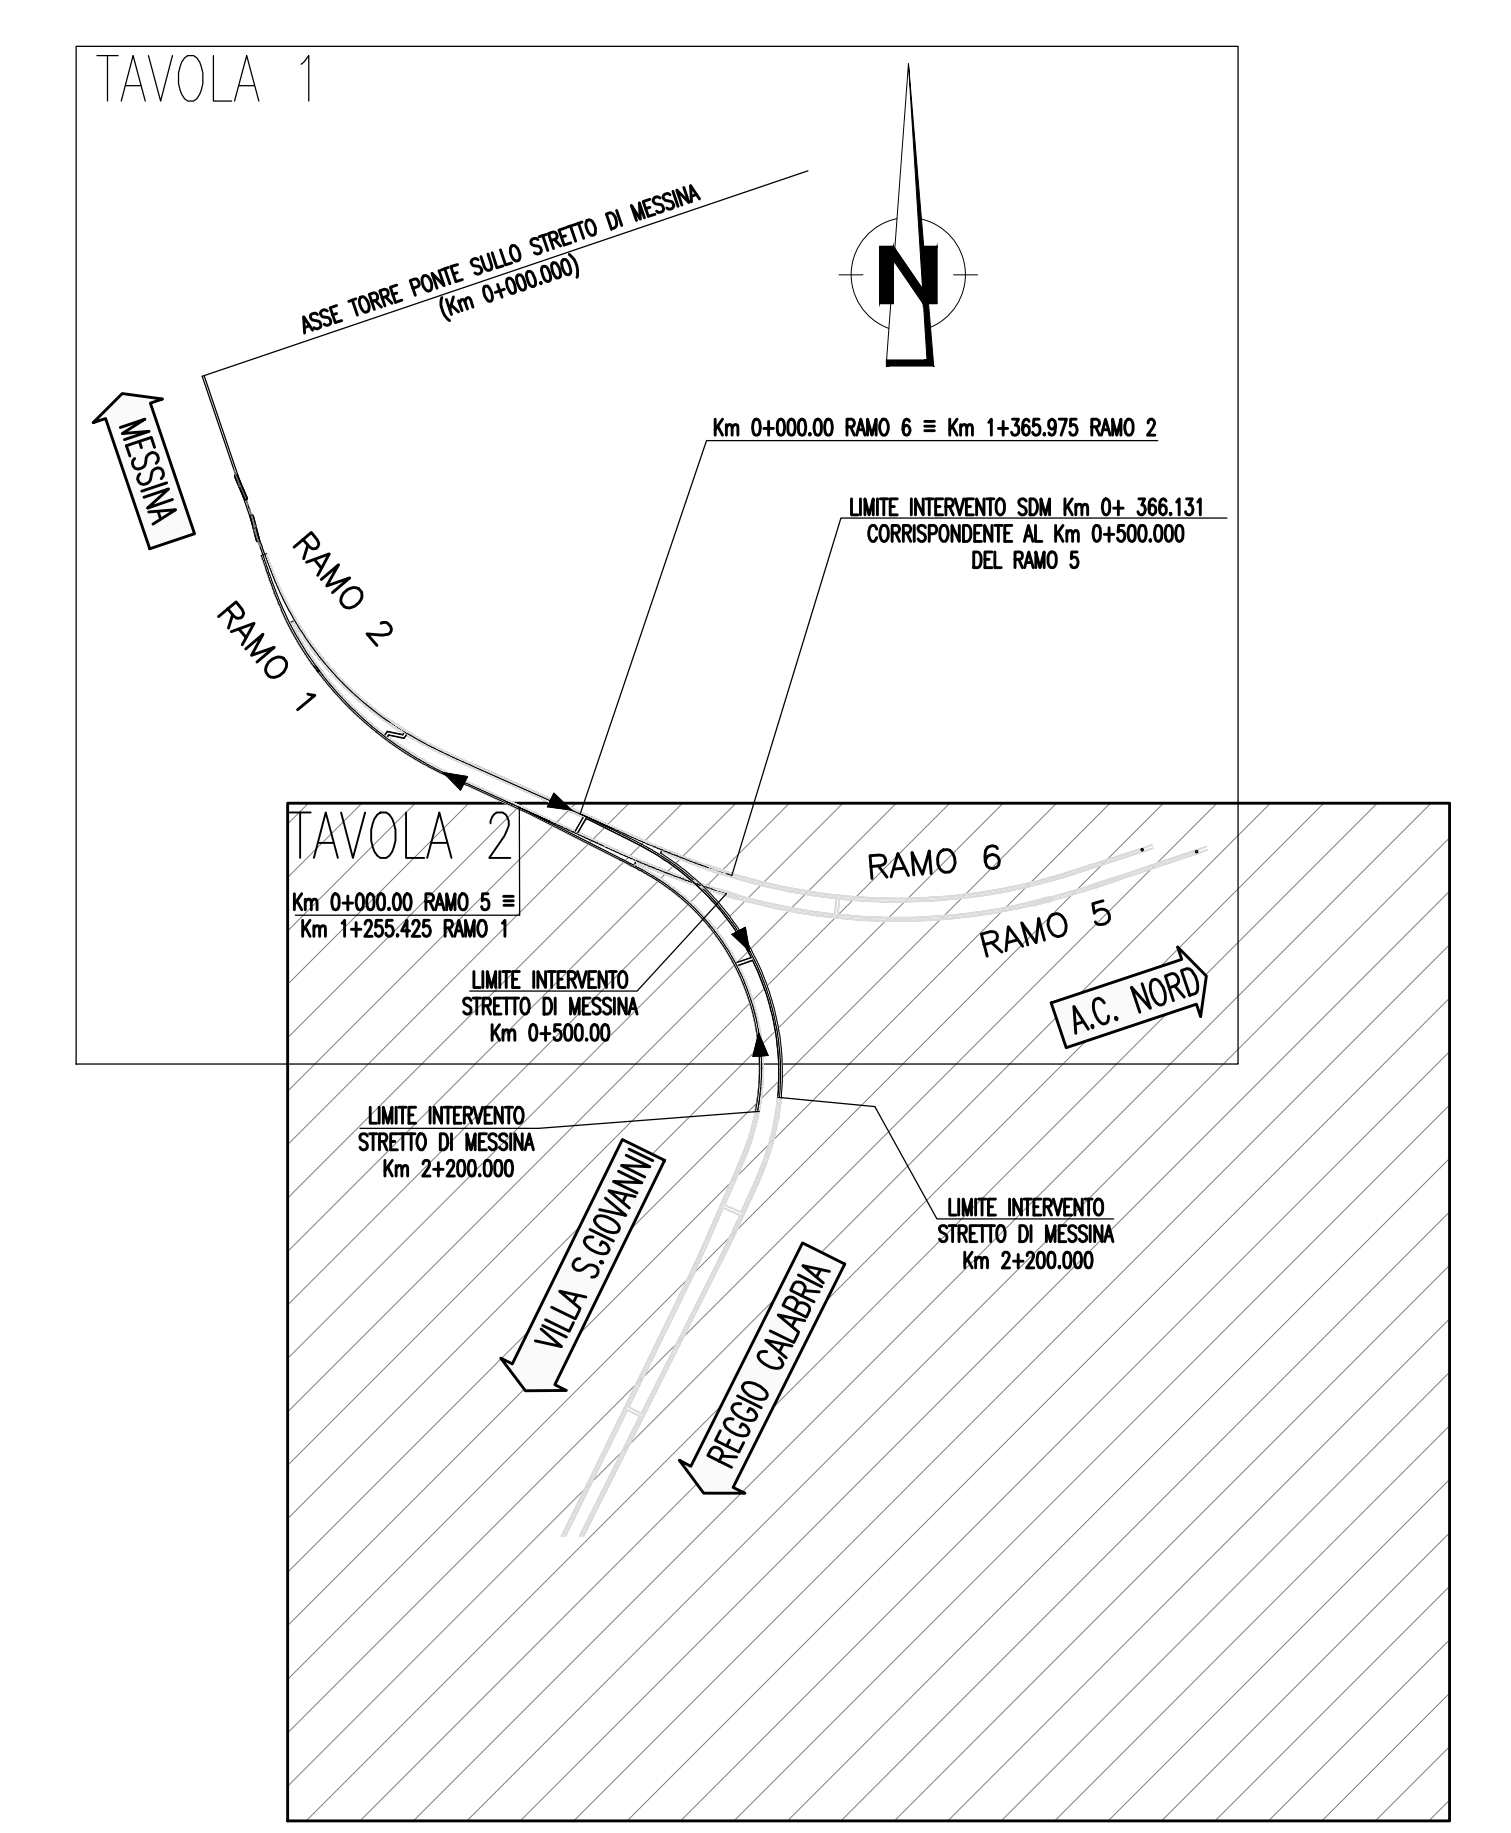 TAVOLA 1
ASSE TORRE PONTE SULLO STRETTO DI MESSINA
(Km 0+000.000)
N
MESSINA
Km 0+000.00 RAMO 6 ≡ Km 1+365.975 RAMO 2
LIMITE INTERVENTO SDM Km 0+ 366.131
CORRISPONDENTE AL Km 0+500.000
DEL RAMO 5
RAMO 2
RAMO 1
TAVOLA 2
RAMO 6
Km 0+000.00 RAMO 5 ≡
Km 1+255.425 RAMO 1
RAMO 5
LIMITE INTERVENTO
STRETTO DI MESSINA
Km 0+500.00
A.C. NORD
LIMITE INTERVENTO
STRETTO DI MESSINA
Km 2+200.000
VILLA S.GIOVANNI
LIMITE INTERVENTO
STRETTO DI MESSINA
Km 2+200.000
REGGIO CALABRIA